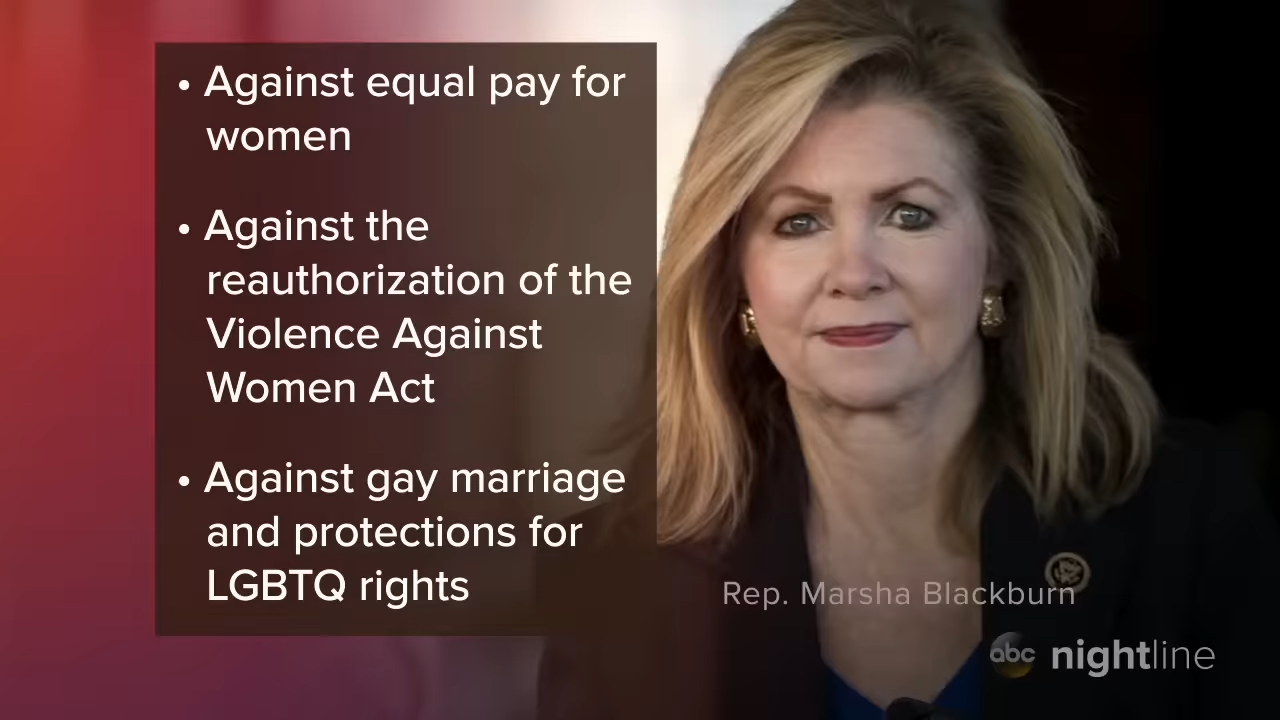 • Against equal pay for
women
• Against the
reauthorization of the
Violence Against
Women Act
• Against gay marriage
and protections for
LGBTQ rights
Rep. Marsha Blackburn
abc nightline